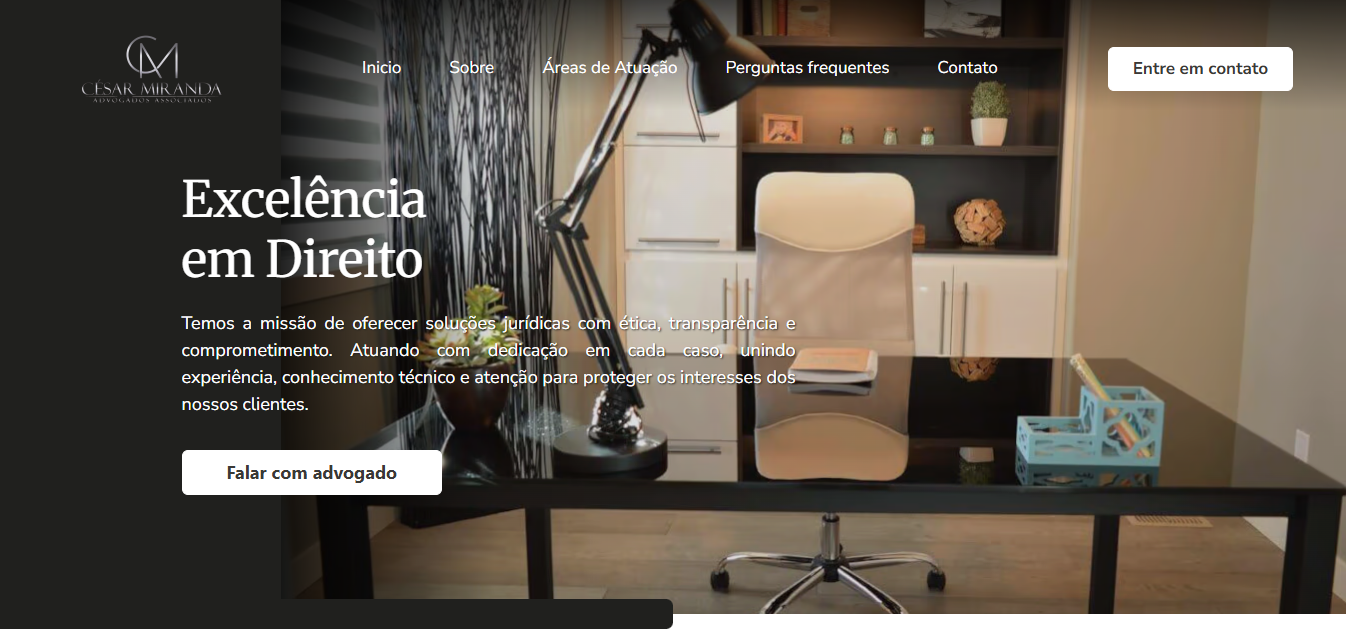 CÉSAR MIRANDA
ADVOGADOS ASSOCIADOS
Inicio
Sobre
Áreas de Atuação
Perguntas frequentes
Contato
Entre em contato
Excelência
em Direito
Temos a missão de oferecer soluções jurídicas com ética, transparência e
comprometimento. Atuando com dedicação em cada caso, unindo
experiência, conhecimento técnico e atenção para proteger os interesses dos
nossos clientes.
Falar com advogado